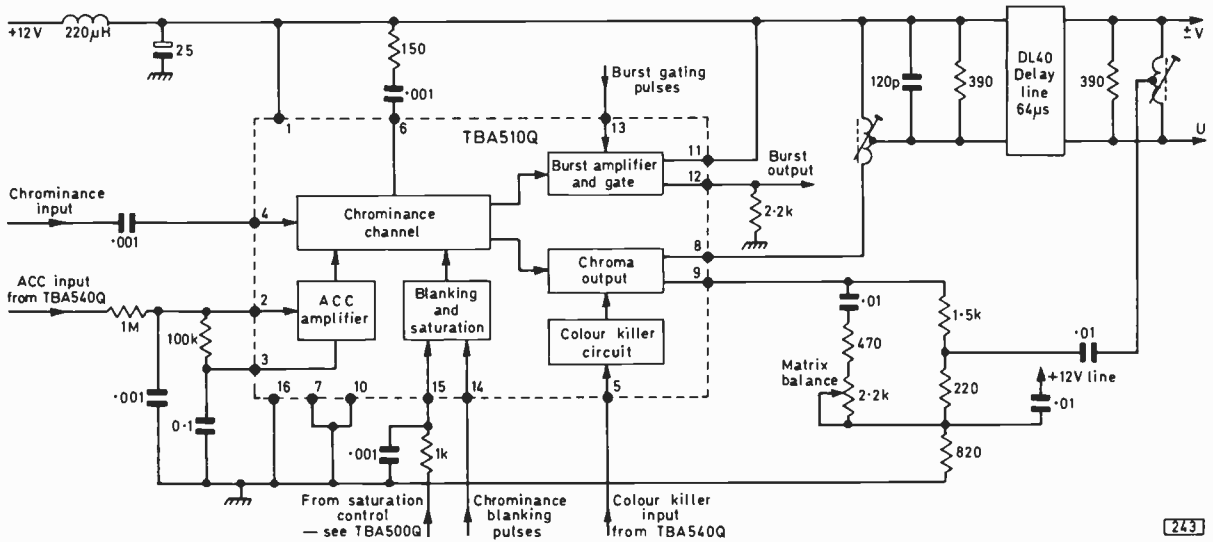 +12V
220µH
25
150
·001
Burst gating
pulses
120p
390
DL40
Delay
line
64µs
390
±V
U
1
6
13
TBA510Q
11
12
Burst amplifier
and gate
Burst
output
2·2k
Chrominance
input
·001
4
Chrominance
channel
8
9
Chroma
output
ACC input
from TBA540Q
1M
2
100k
3
ACC
amplifier
Blanking
and
saturation
Colour killer
circuit
·01
470
Matrix
balance
2·2k
1·5k
220
820
·01
+12V line
·01
·001
0·1
16
7
10
15
14
5
·001
1k
From saturation
control
— see TBA500Q
Chrominance
blanking
pulses
Colour killer
input
from TBA540Q
243